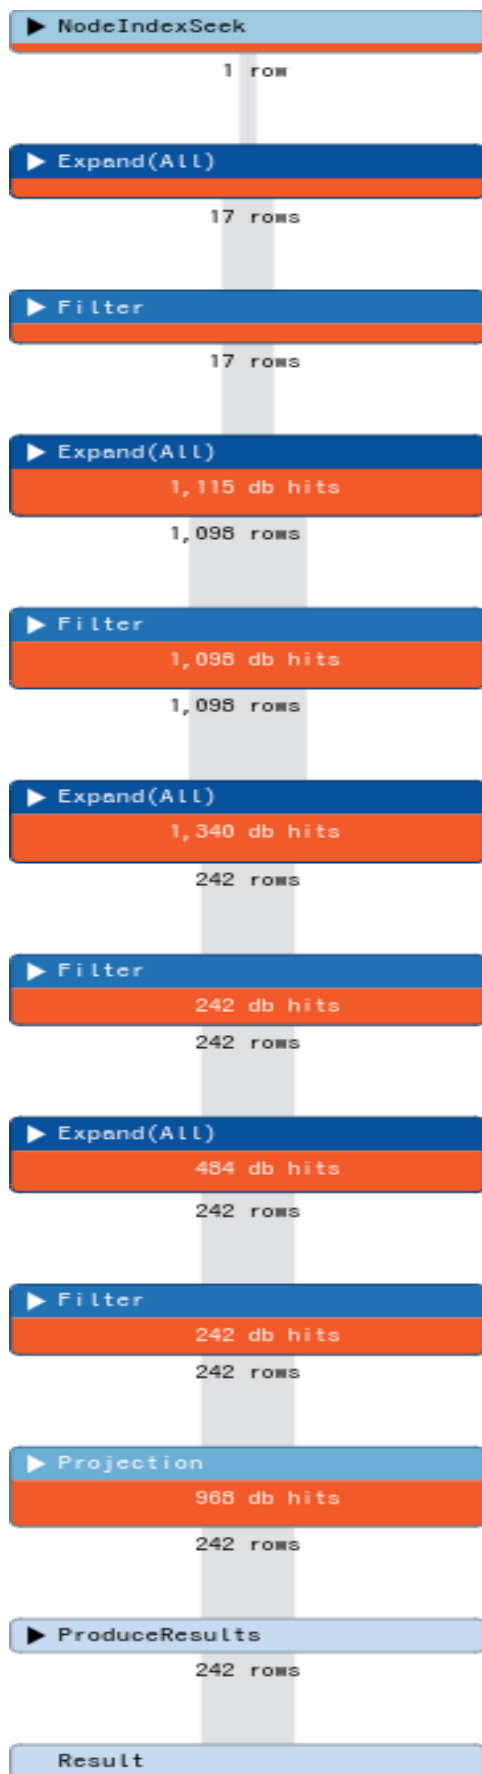 NodeIndexSeek
1 row
Expand(All)
17 rows
Filter
17 rows
Expand(All)
1,115 db hits
1,098 rows
Filter
1,098 db hits
1,098 rows
Expand(All)
1,340 db hits
242 rows
Filter
242 db hits
242 rows
Expand(All)
484 db hits
242 rows
Filter
242 db hits
242 rows
Projection
968 db hits
242 rows
ProduceResults
242 rows
Result